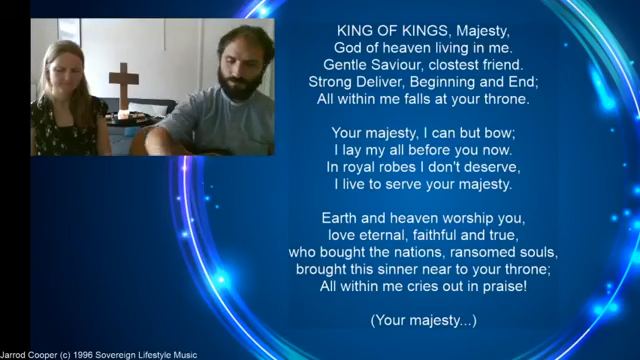 KING OF KINGS, Majesty,
God of heaven living in me.
Gentle Saviour, clostest friend.
Strong Deliver, Beginning and End;
All within me falls at your throne.
Your majesty, I can but bow;
I lay my all before you now.
In royal robes I don't deserve,
I live to serve your majesty.
Earth and heaven worship you,
love eternal, faithful and true,
who bought the nations, ransomed souls,
brought this sinner near to your throne;
All within me cries out in praise!
(Your majesty...)
Jarrod Cooper (c) 1996 Sovereign Lifestyle Music